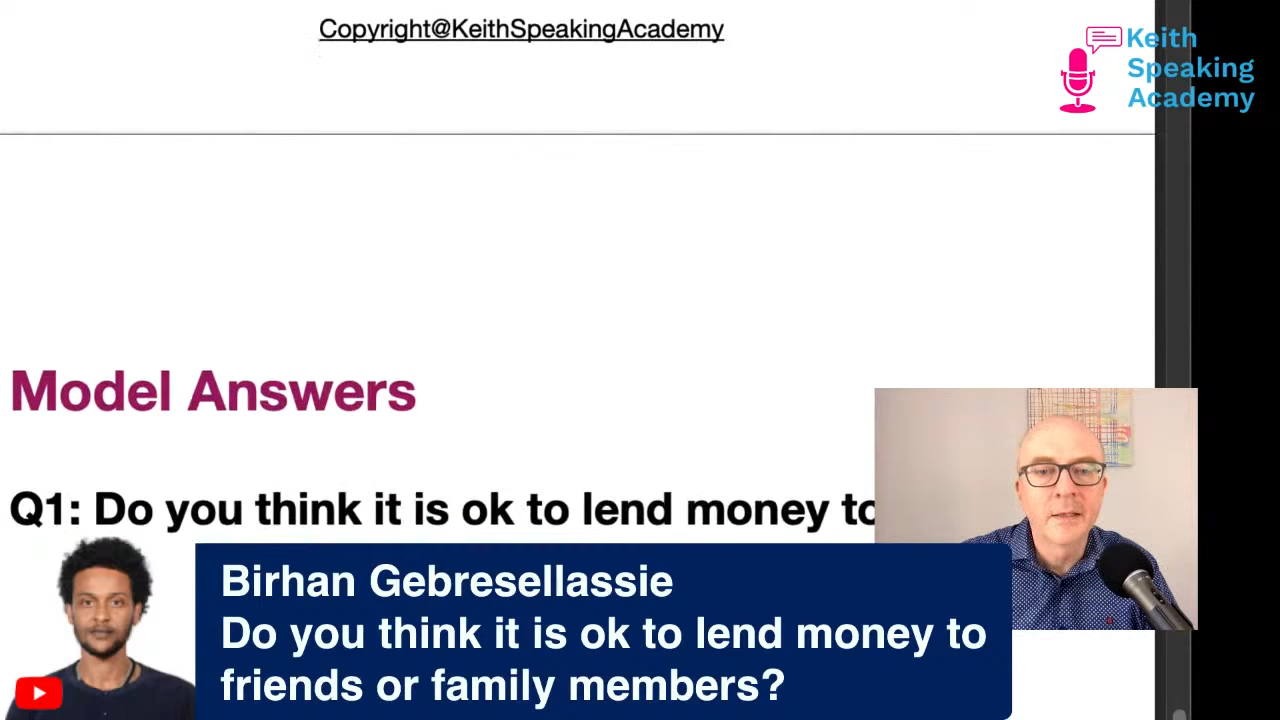 Copyright@KeithSpeakingAcademy
Keith
Speaking
Academy
Model Answers
Q1: Do you think it is ok to lend money to
Birhan Gebresellassie
Do you think it is ok to lend money to
friends or family members?